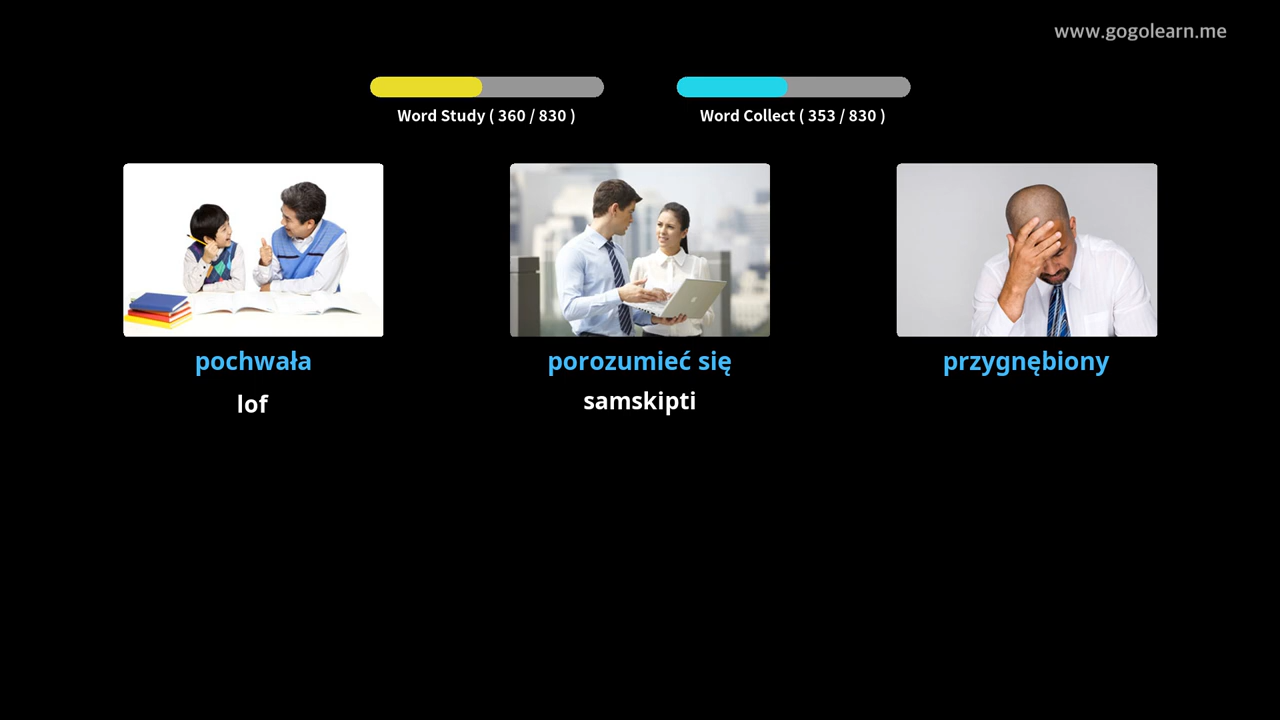 www.gogolearn.me
Word Study ( 360 / 830 )
Word Collect ( 353 / 830 )
pochwała
porozumieć się
przygnębiony
lof
samskipti